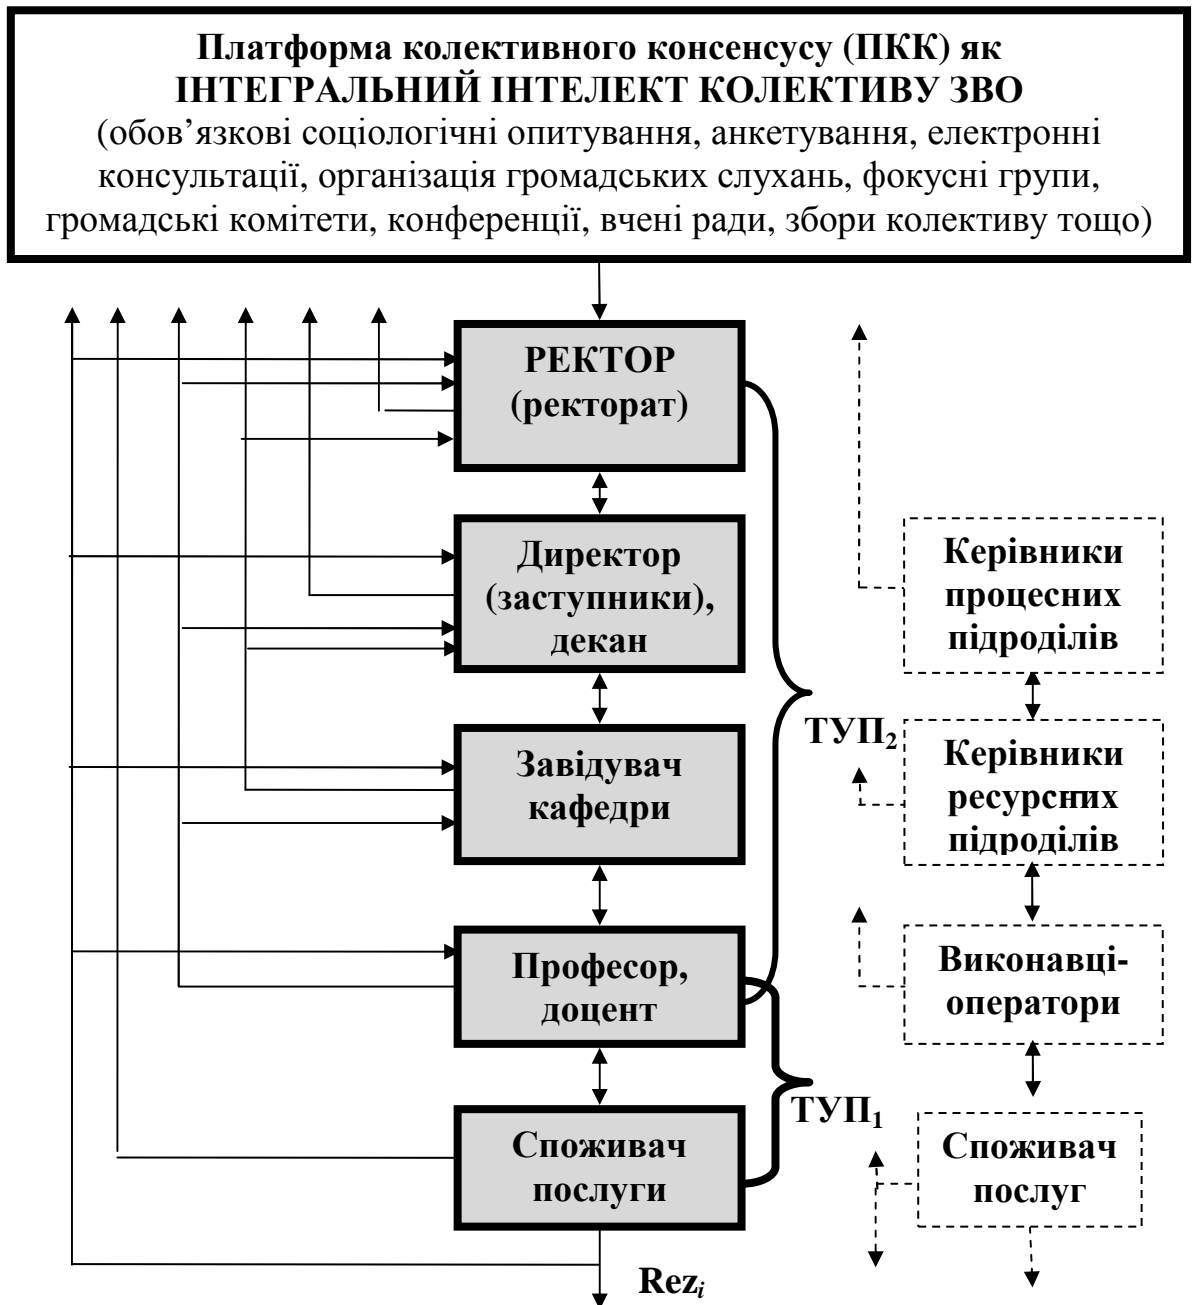 Платформа колективного консенсусу (ПКК) як
ІНТЕГРАЛЬНИЙ ІНТЕЛЕКТ КОЛЕКТИВУ ЗВО
(обов’язкові соціологічні опитування, анкетування, електронні
консультації, організація громадських слухань, фокусні групи,
громадські комітети, конференції, вчені ради, збори колективу тощо)
РЕКТОР
(ректорат)
Директор
(заступники),
декан
Завідувач
кафедри
Професор,
доцент
Споживач
послуги
ТУП₂
ТУП₁
Rezᵢ
Керівники
процесних
підроділів
Керівники
ресурсних
підроділів
Виконавці-
оператори
Споживач
послуг